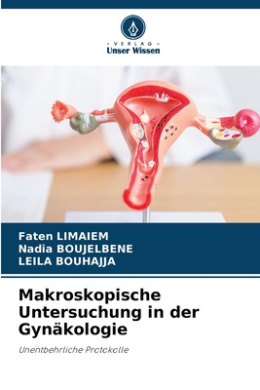 VERLAG
Unser Wissen
Faten LIMAIEM
Nadia BOUJELBENE
LEILA BOUHAJJA
Makroskopische
Untersuchung in der
Gynäkologie
Unentbehrliche Protokolle